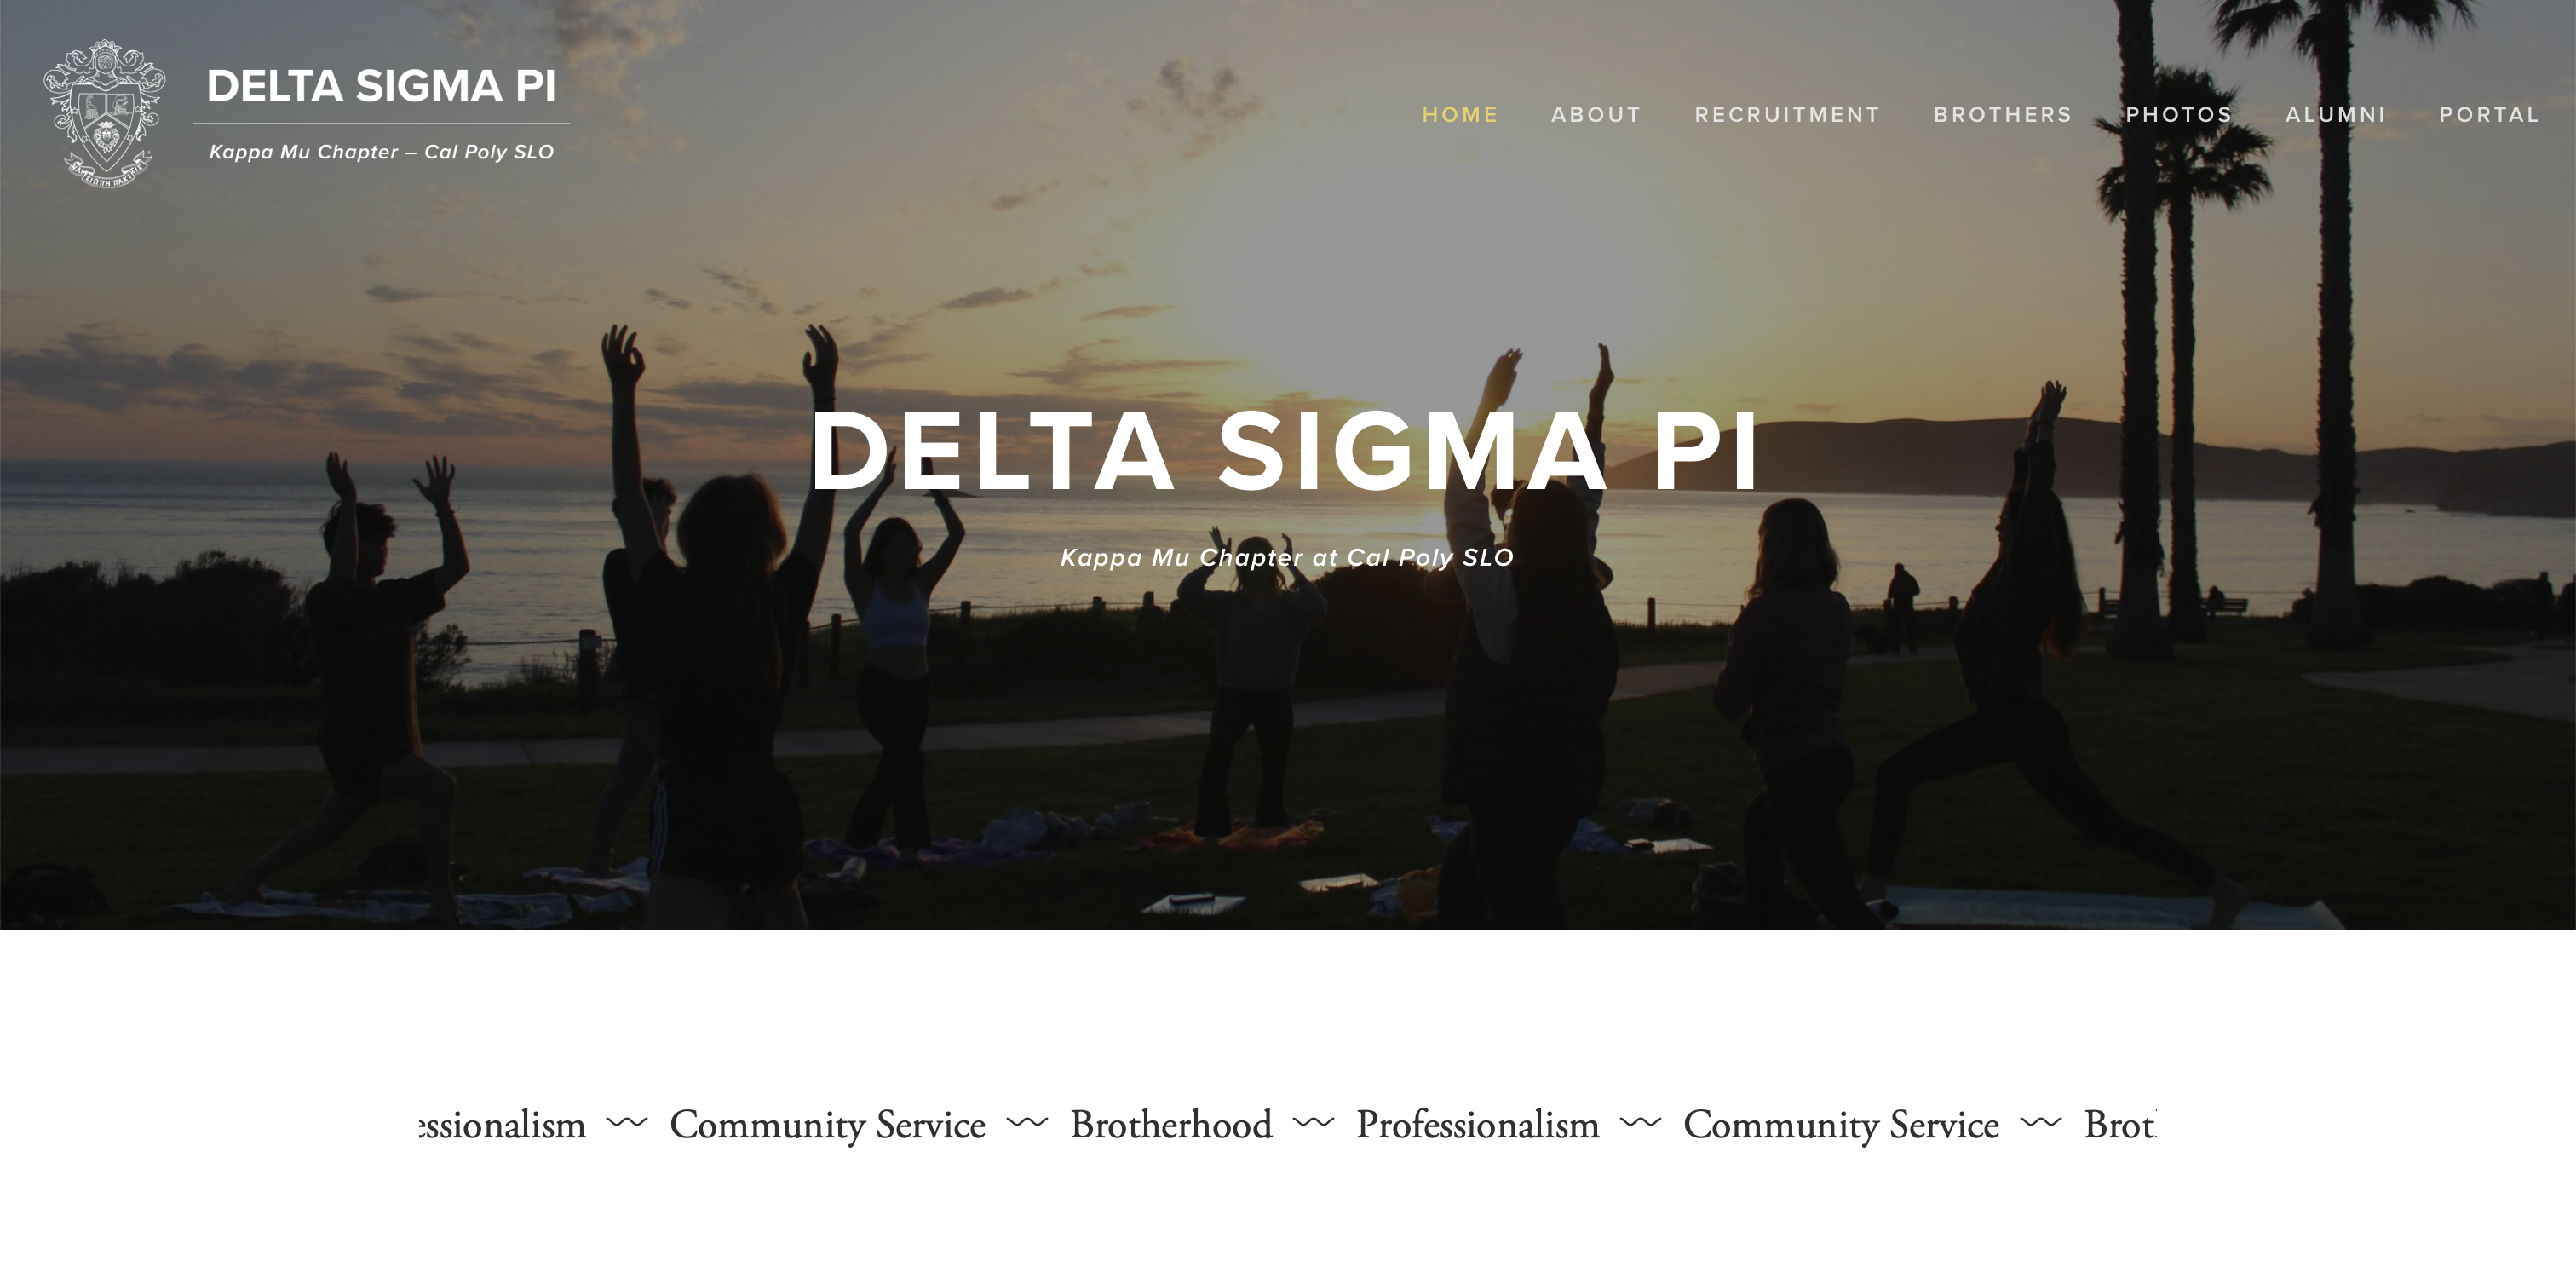 DELTA SIGMA PI
Kappa Mu Chapter – Cal Poly SLO
HOME ABOUT RECRUITMENT BROTHERS PHOTOS ALUMNI PORTAL
DELTA SIGMA PI
Kappa Mu Chapter at Cal Poly SLO
essionalism Community Service Brotherhood Professionalism Community Service Brot